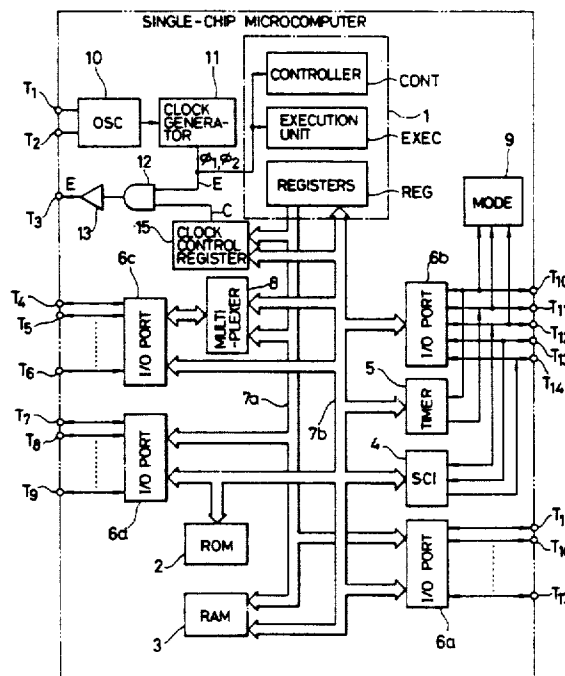 SINGLE-CHIP MICROCOMPUTER
10
11
T1
T2
OSC
CLOCK
GENERA-
TOR
CONTROLLER
CONT
EXECUTION
UNIT
EXEC
1
REGISTERS
REG
9
MODE
12
ø1, ø2
E
E
T3
13
C
15
CLOCK
CONTROL
REGISTER
6c
8
6b
T4
T5
T6
I/O PORT
MULTI
-PLEXER
I/O PORT
T10
T11
T12
T13
T14
7a
7b
5
TIMER
T7
T8
T9
I/O PORT
6d
4
SCI
ROM
2
I/O PORT
6a
T16
RAM
3